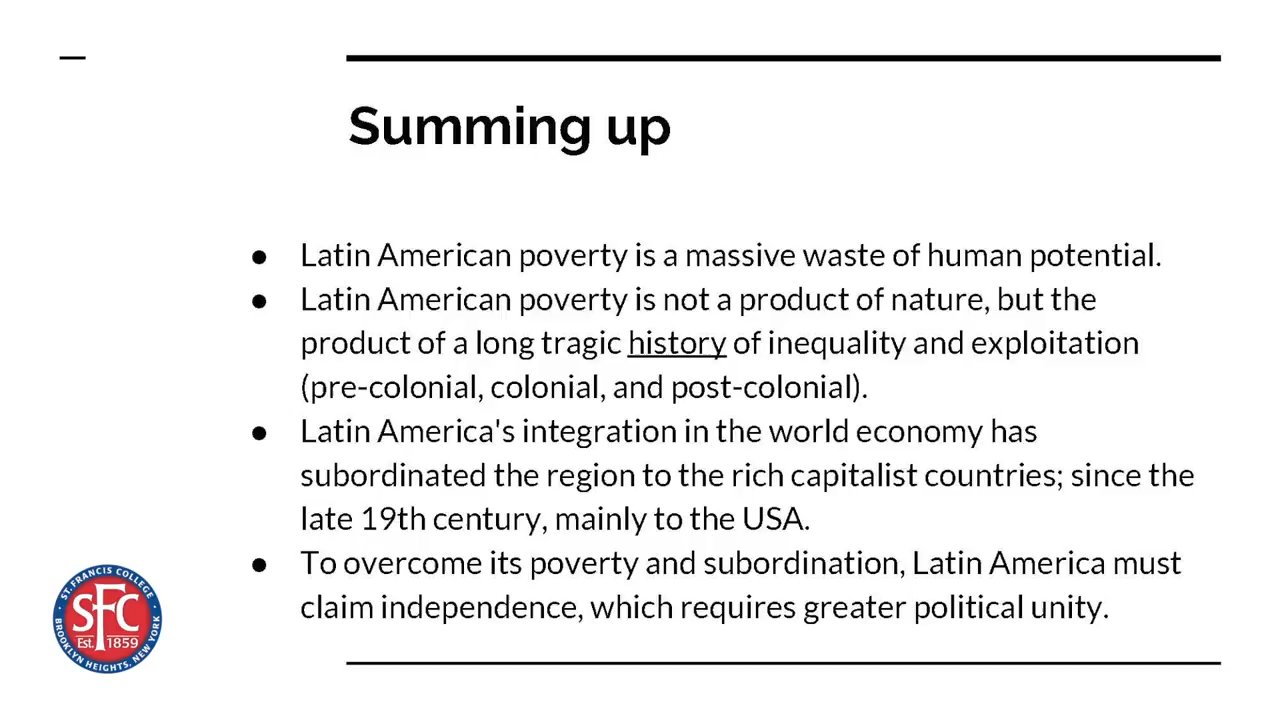 Summing up
● Latin American poverty is a massive waste of human potential.
● Latin American poverty is not a product of nature, but the
product of a long tragic history of inequality and exploitation
(pre-colonial, colonial, and post-colonial).
● Latin America's integration in the world economy has
subordinated the region to the rich capitalist countries; since the
late 19th century, mainly to the USA.
● To overcome its poverty and subordination, Latin America must
claim independence, which requires greater political unity.
ST. FRANCIS COLLEGE
SFC
Est. 1859
BROOKLYN HEIGHTS, NEW YORK